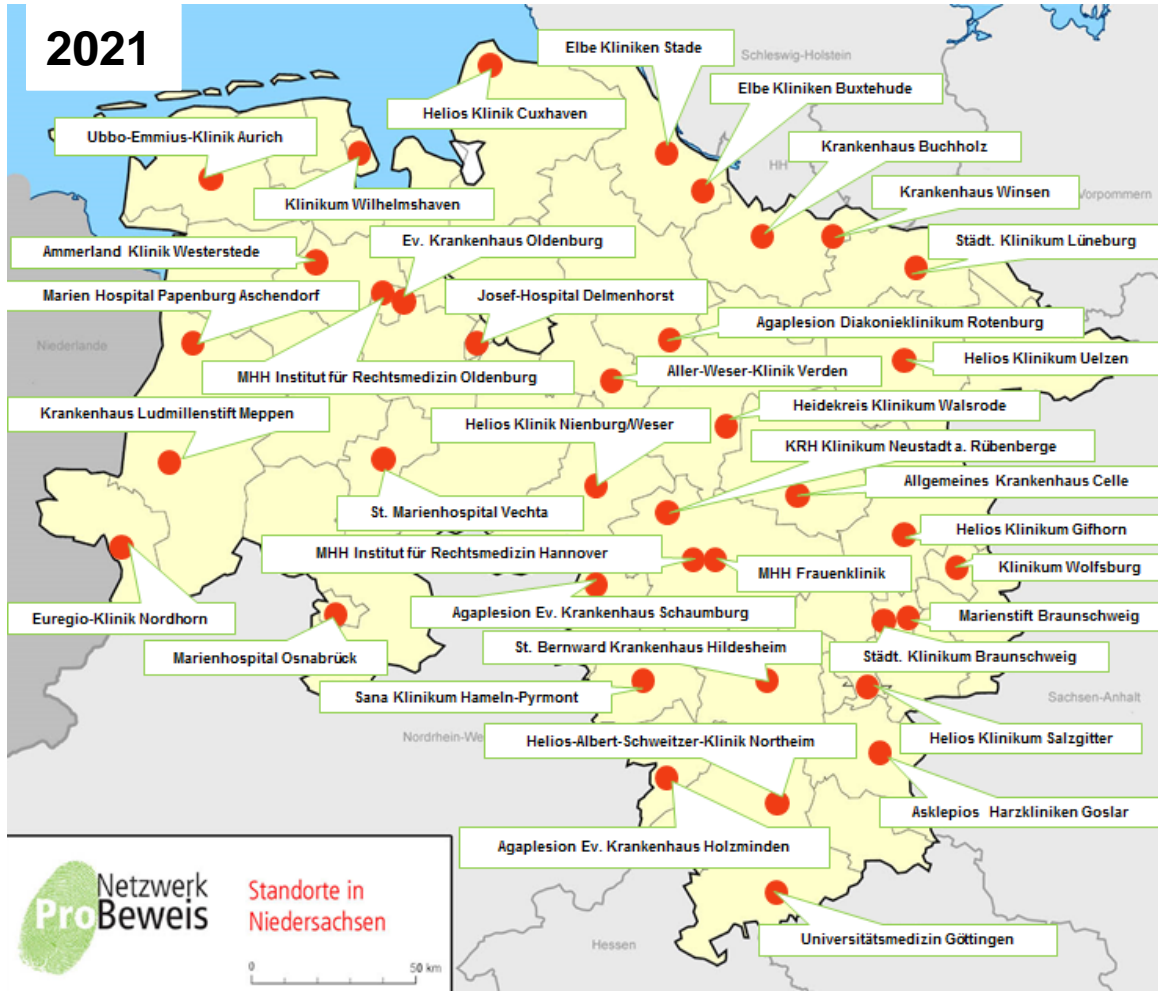 2021
Elbe Kliniken Stade
Schleswig-Holstein
Elbe Kliniken Buxtehude
Helios Klinik Cuxhaven
Ubbo-Emmius-Klinik Aurich
Krankenhaus Buchholz
HH
Krankenhaus Winsen
Vorpommern
Klinikum Wilhelmshaven
Ev. Krankenhaus Oldenburg
Städt. Klinikum Lüneburg
Ammerland Klinik Westerstede
Marien Hospital Papenburg Aschendorf
Josef-Hospital Delmenhorst
Agaplesion Diakonieklinikum Rotenburg
Niederlande
Helios Klinikum Uelzen
MHH Institut für Rechtsmedizin Oldenburg
Aller-Weser-Klinik Verden
Krankenhaus Ludmillenstift Meppen
Heidekreis Klinikum Walsrode
Helios Klinik Nienburg/Weser
KRH Klinikum Neustadt a. Rübenberge
Allgemeines Krankenhaus Celle
St. Marienhospital Vechta
Helios Klinikum Gifhorn
MHH Institut für Rechtsmedizin Hannover
Klinikum Wolfsburg
MHH Frauenklinik
Agaplesion Ev. Krankenhaus Schaumburg
Marienstift Braunschweig
Euregio-Klinik Nordhorn
St. Bernward Krankenhaus Hildesheim
Marienhospital Osnabrück
Städt. Klinikum Braunschweig
Sana Klinikum Hameln-Pyrmont
Sachsen-Anhalt
Nordrhein-We
Helios-Albert-Schweitzer-Klinik Northeim
Helios Klinikum Salzgitter
Asklepios Harzkliniken Goslar
Agaplesion Ev. Krankenhaus Holzminden
Universitätsmedizin Göttingen
Hessen
Netzwerk
ProBeweis
Standorte in
Niedersachsen
0 50 km